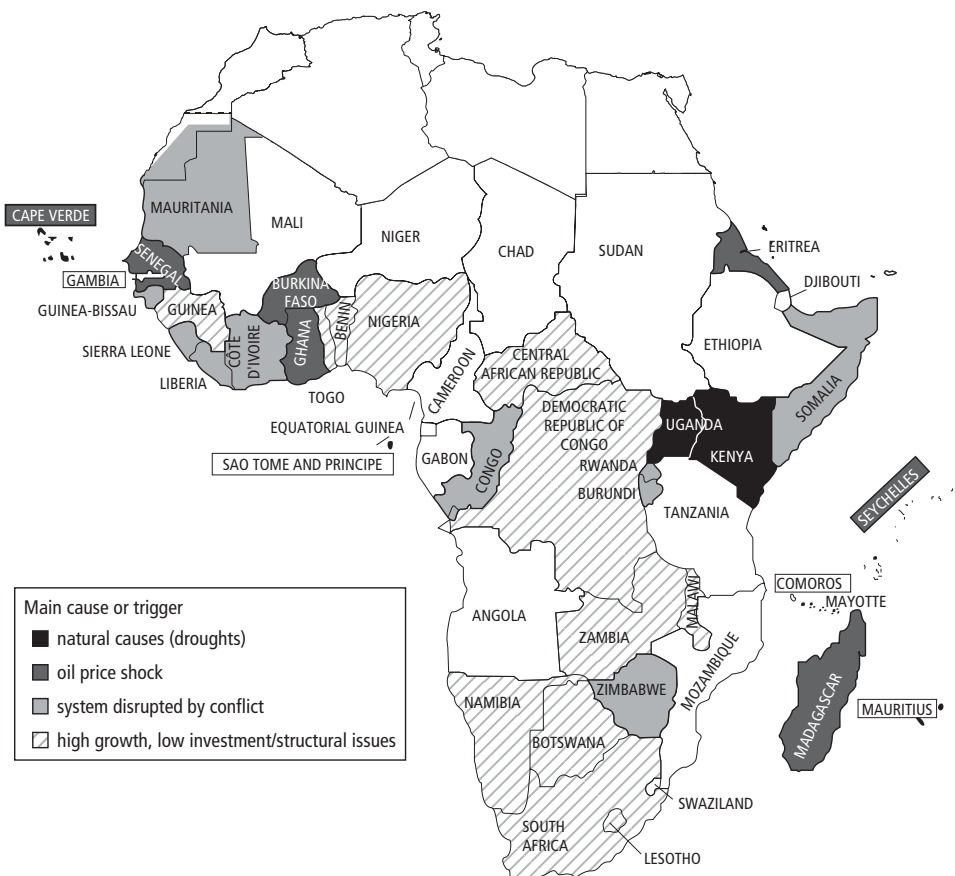 MAURITANIA
MALI
NIGER
CHAD
SUDAN
ERITREA
DJIBOUTI
CAPE VERDE
SENEGAL
GAMBIA
GUINEA-BISSAU
GUINEA
BURKINA
FASO
BENIN
NIGERIA
SIERRA LEONE
LIBERIA
CÔTE
D'IVOIRE
GHANA
TOGO
CAMEROON
CENTRAL
AFRICAN REPUBLIC
ETHIOPIA
SOMALIA
EQUATORIAL GUINEA
SAO TOME AND PRINCIPE
GABON
CONGO
DEMOCRATIC
REPUBLIC OF
CONGO
UGANDA
KENYA
RWANDA
BURUNDI
TANZANIA
SEYCHELLES
COMOROS
MAYOTTE
ANGOLA
ZAMBIA
MALAWI
MOZAMBIQUE
MADAGASCAR
MAURITIUS
NAMIBIA
ZIMBABWE
BOTSWANA
SWAZILAND
SOUTH
AFRICA
LESOTHO
Main cause or trigger
natural causes (droughts)
oil price shock
system disrupted by conflict
high growth, low investment/structural issues